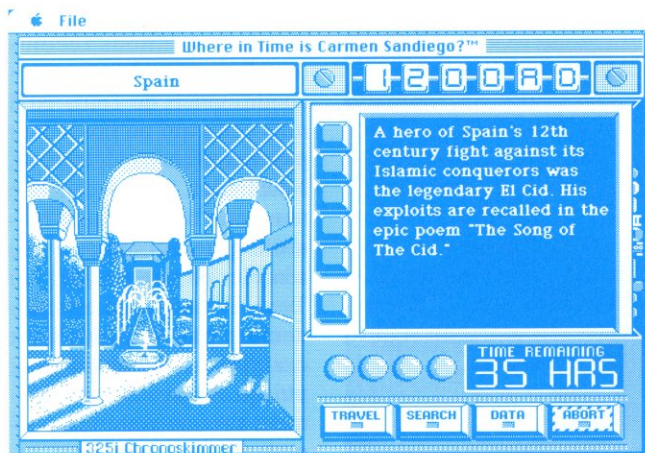 File
Where in Time is Carmen Sandiego?™
Spain
1200AD
A hero of Spain's 12th
century fight against its
Islamic conquerors was
the legendary El Cid. His
exploits are recalled in the
epic poem "The Song of
The Cid."
TIME REMAINING
35 HRS
TRAVEL SEARCH DATA ABORT
325i Chronoskimmer